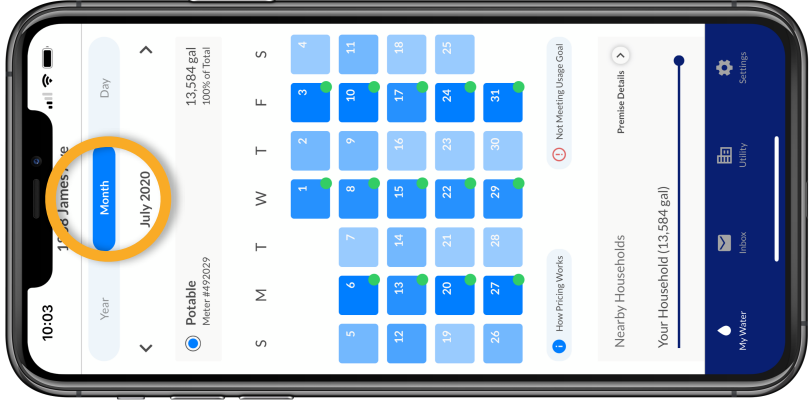 10:03
James
Year Month Day
July 2020
Potable 13,584 gal
Meter #492029 100% of Total
S M T W T F S
1 2 3 4
5 6 7 8 9 10 11
12 13 14 15 16 17 18
19 20 21 22 23 24 25
26 27 28 29 30 31
How Pricing Works Not Meeting Usage Goal
Nearby Households Premise Details
Your Household (13,584 gal)
My Water Inbox Utility Settings